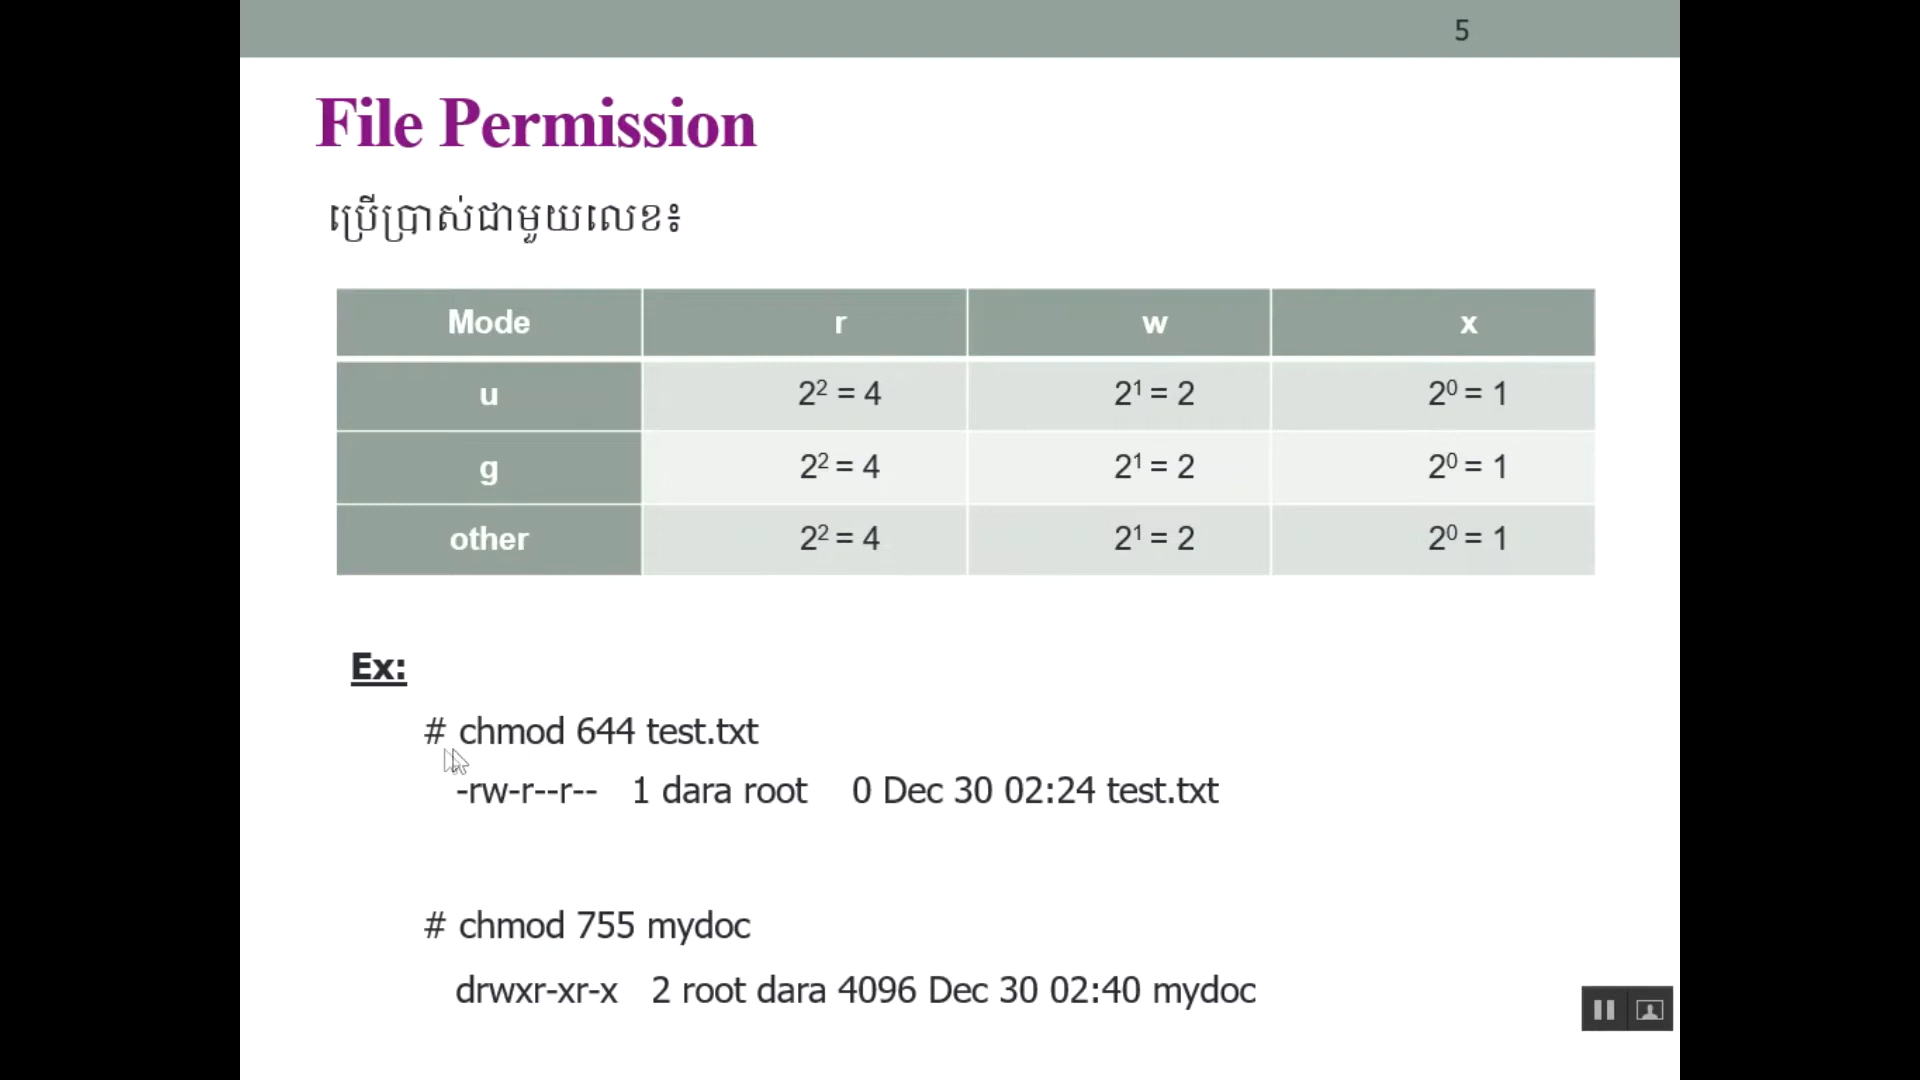 5
File Permission
ប្រើប្រាស់ជាមួយលេខ៖
Mode r w x
u 2² = 4 2¹ = 2 2⁰ = 1
g 2² = 4 2¹ = 2 2⁰ = 1
other 2² = 4 2¹ = 2 2⁰ = 1
Ex:
# chmod 644 test.txt
-rw-r--r-- 1 dara root 0 Dec 30 02:24 test.txt
# chmod 755 mydoc
drwxr-xr-x 2 root dara 4096 Dec 30 02:40 mydoc